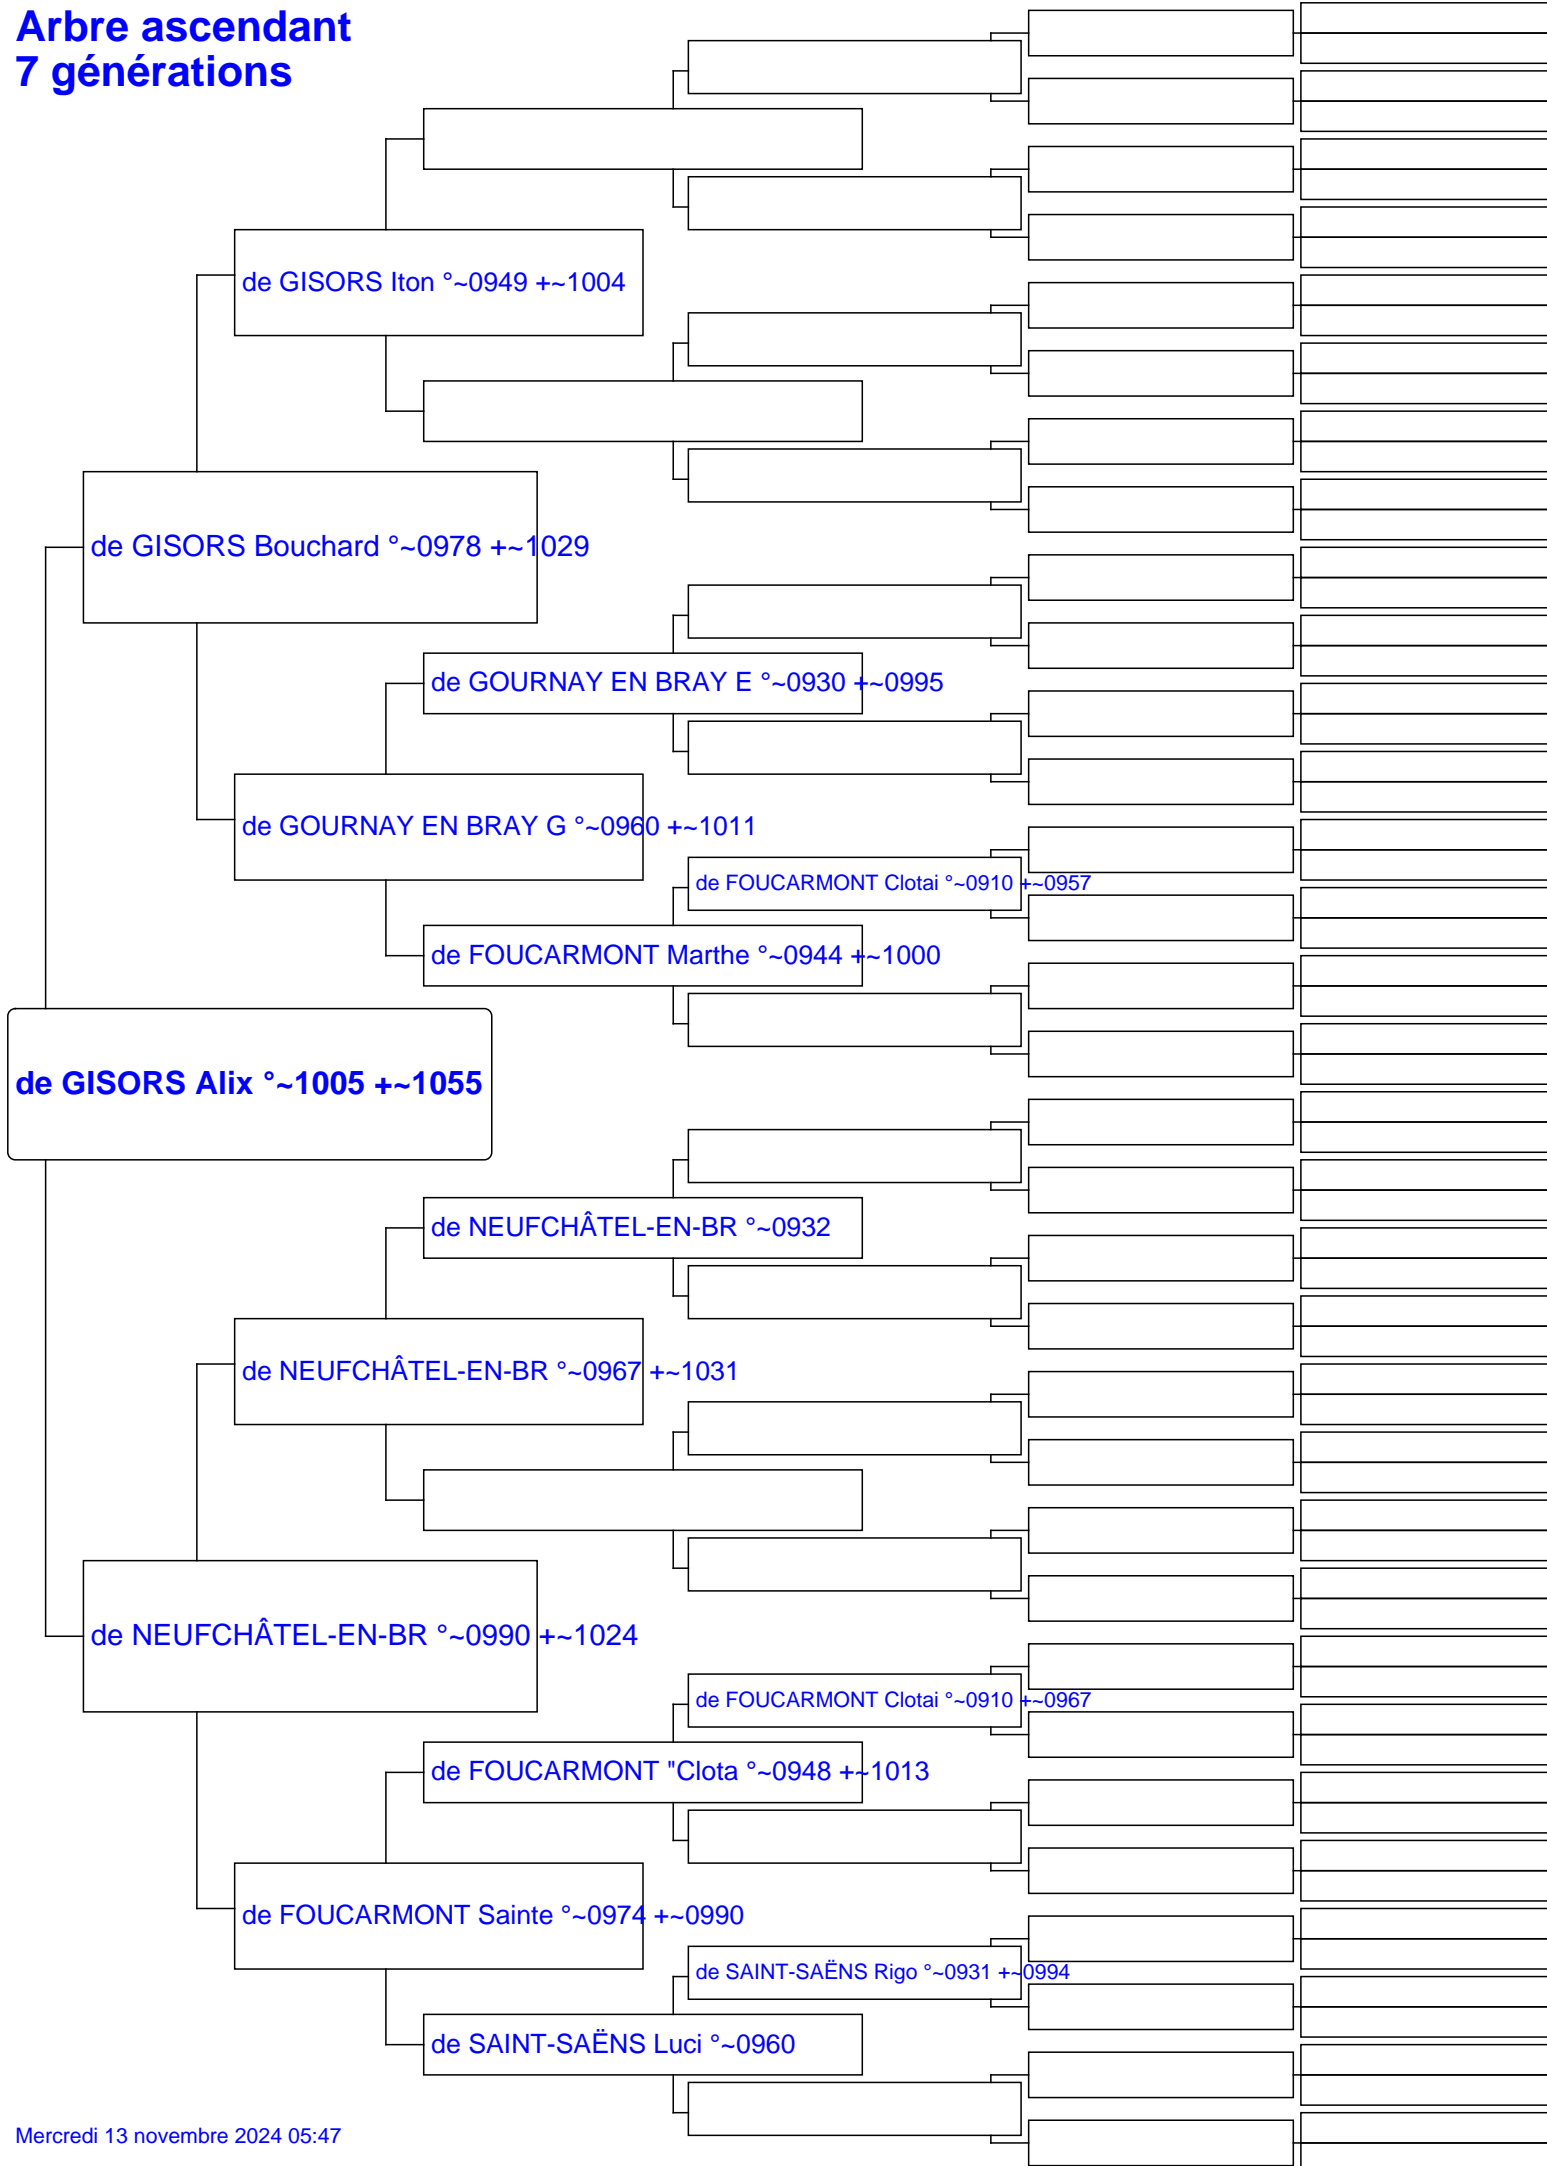 Arbre ascendant
7 générations
de GISORS Iton °~0949 +~1004
de GISORS Bouchard °~0978 +~1029
de GOURNAY EN BRAY E °~0930 +~0995
de GOURNAY EN BRAY G °~0960 +~1011
de FOUCARMONT Clotai °~0910 +~0957
de FOUCARMONT Marthe °~0944 +~1000
de GISORS Alix °~1005 +~1055
de NEUFCHÂTEL-EN-BR °~0932
de NEUFCHÂTEL-EN-BR °~0967 +~1031
de NEUFCHÂTEL-EN-BR °~0990 +~1024
de FOUCARMONT Clotai °~0910 +~0967
de FOUCARMONT "Clota °~0948 +~1013
de FOUCARMONT Sainte °~0974 +~0990
de SAINT-SAËNS Rigo °~0931 +~0994
de SAINT-SAËNS Luci °~0960
Mercredi 13 novembre 2024 05:47